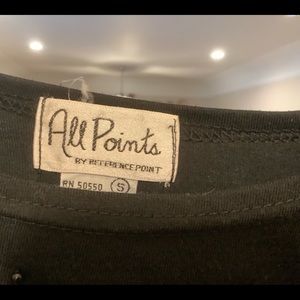 All Points
BY REFERENCE POINT
RN 50550 S